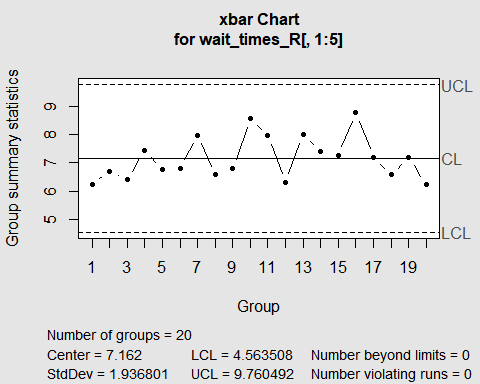 xbar Chart
for wait_times_R[, 1:5]
Group summary statistics
9
8
7
6
5
UCL
CL
LCL
1 3 5 7 9 11 13 15 17 19
Group
Number of groups = 20
Center = 7.162 LCL = 4.563508 Number beyond limits = 0
StdDev = 1.936801 UCL = 9.760492 Number violating runs = 0